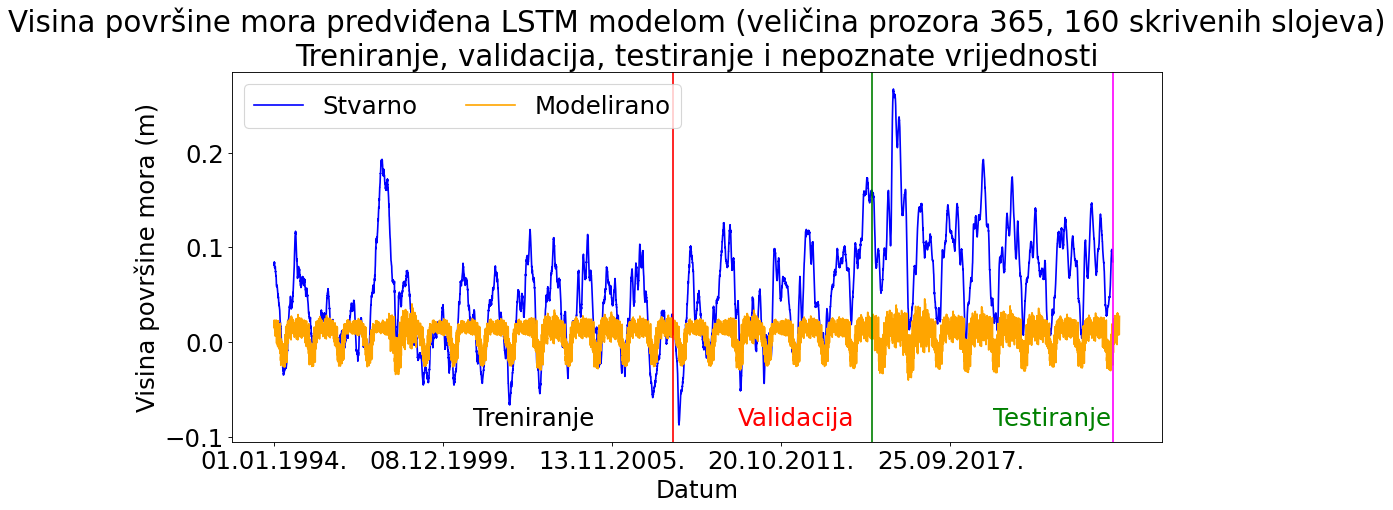 Visina površine mora predviđena LSTM modelom (veličina prozora 365, 160 skrivenih slojeva)
Treniranje, validacija, testiranje i nepoznate vrijednosti
Stvarno Modelirano
Visina površine mora (m)
0.2
0.1
0.0
−0.1
Treniranje Validacija Testiranje
01.01.1994. 08.12.1999. 13.11.2005. 20.10.2011. 25.09.2017.
Datum